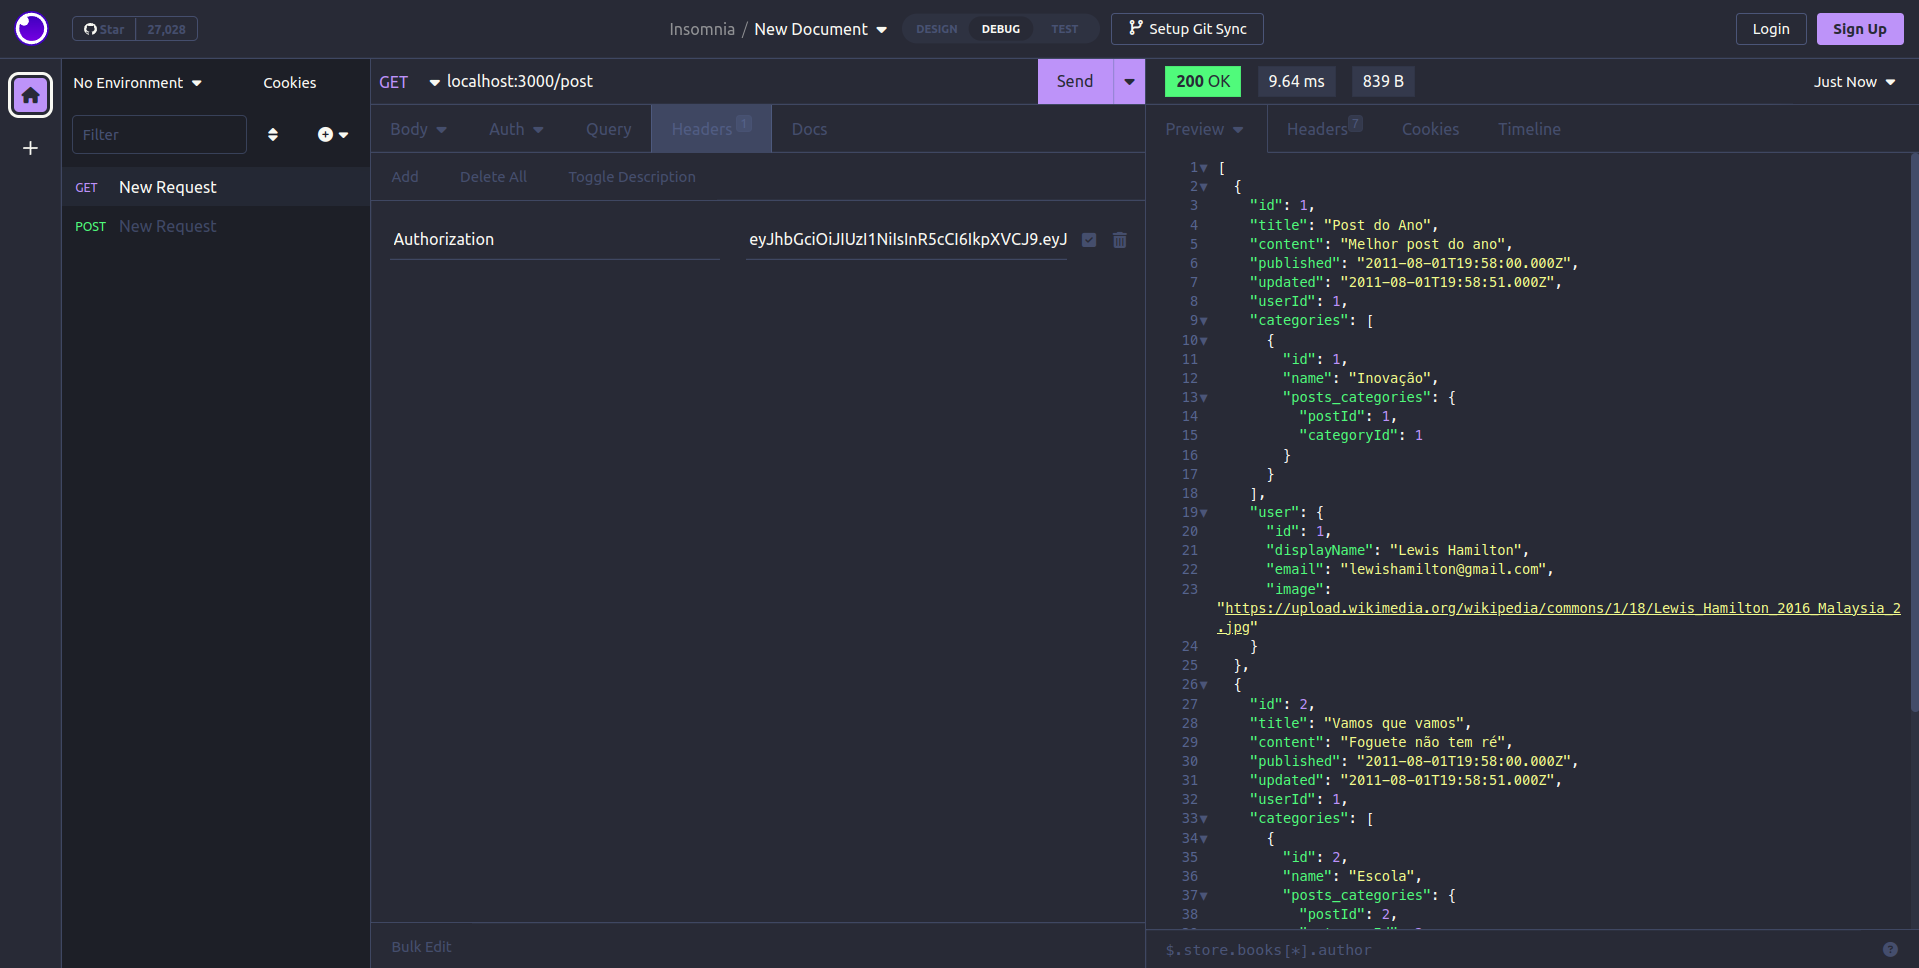 Star 27,028
Insomnia / New Document
DESIGN DEBUG TEST
Setup Git Sync
Login
Sign Up
No Environment
Cookies
Filter
GET New Request
POST New Request
GET localhost:3000/post
Send
Body
Auth
Query
Headers 1
Docs
Add
Delete All
Toggle Description
Authorization
eyJhbGciOiJIUzI1NiIsInR5cCI6IkpXVCJ9.eyJ
Bulk Edit
200 OK
9.64 ms
839 B
Just Now
Preview
Headers 7
Cookies
Timeline
1 [
2 {
3 "id": 1,
4 "title": "Post do Ano",
5 "content": "Melhor post do ano",
6 "published": "2011-08-01T19:58:00.000Z",
7 "updated": "2011-08-01T19:58:51.000Z",
8 "userId": 1,
9 "categories": [
10 {
11 "id": 1,
12 "name": "Inovação",
13 "posts_categories": {
14 "postId": 1,
15 "categoryId": 1
16 }
17 }
18 ],
19 "user": {
20 "id": 1,
21 "displayName": "Lewis Hamilton",
22 "email": "lewishamilton@gmail.com",
23 "image":
"https://upload.wikimedia.org/wikipedia/commons/1/18/Lewis_Hamilton_2016_Malaysia_2
.jpg"
24 }
25 },
26 {
27 "id": 2,
28 "title": "Vamos que vamos",
29 "content": "Foguete não tem ré",
30 "published": "2011-08-01T19:58:00.000Z",
31 "updated": "2011-08-01T19:58:51.000Z",
32 "userId": 1,
33 "categories": [
34 {
35 "id": 2,
36 "name": "Escola",
37 "posts_categories": {
38 "postId": 2,
$.store.books[*].author